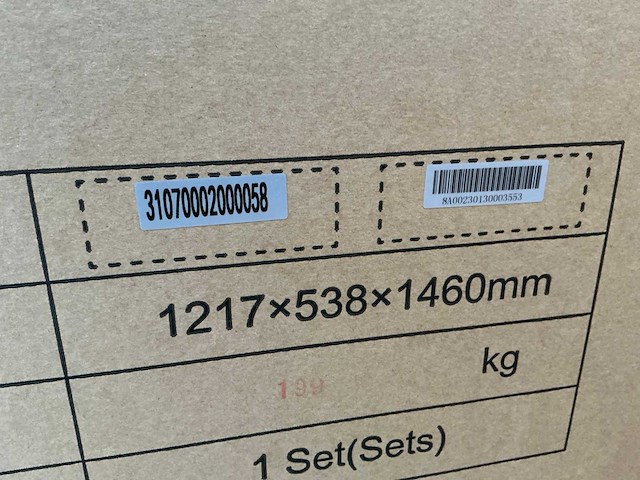 31070002000058
8A00230130003553
1217×538×1460mm
199 kg
1 Set(Sets)